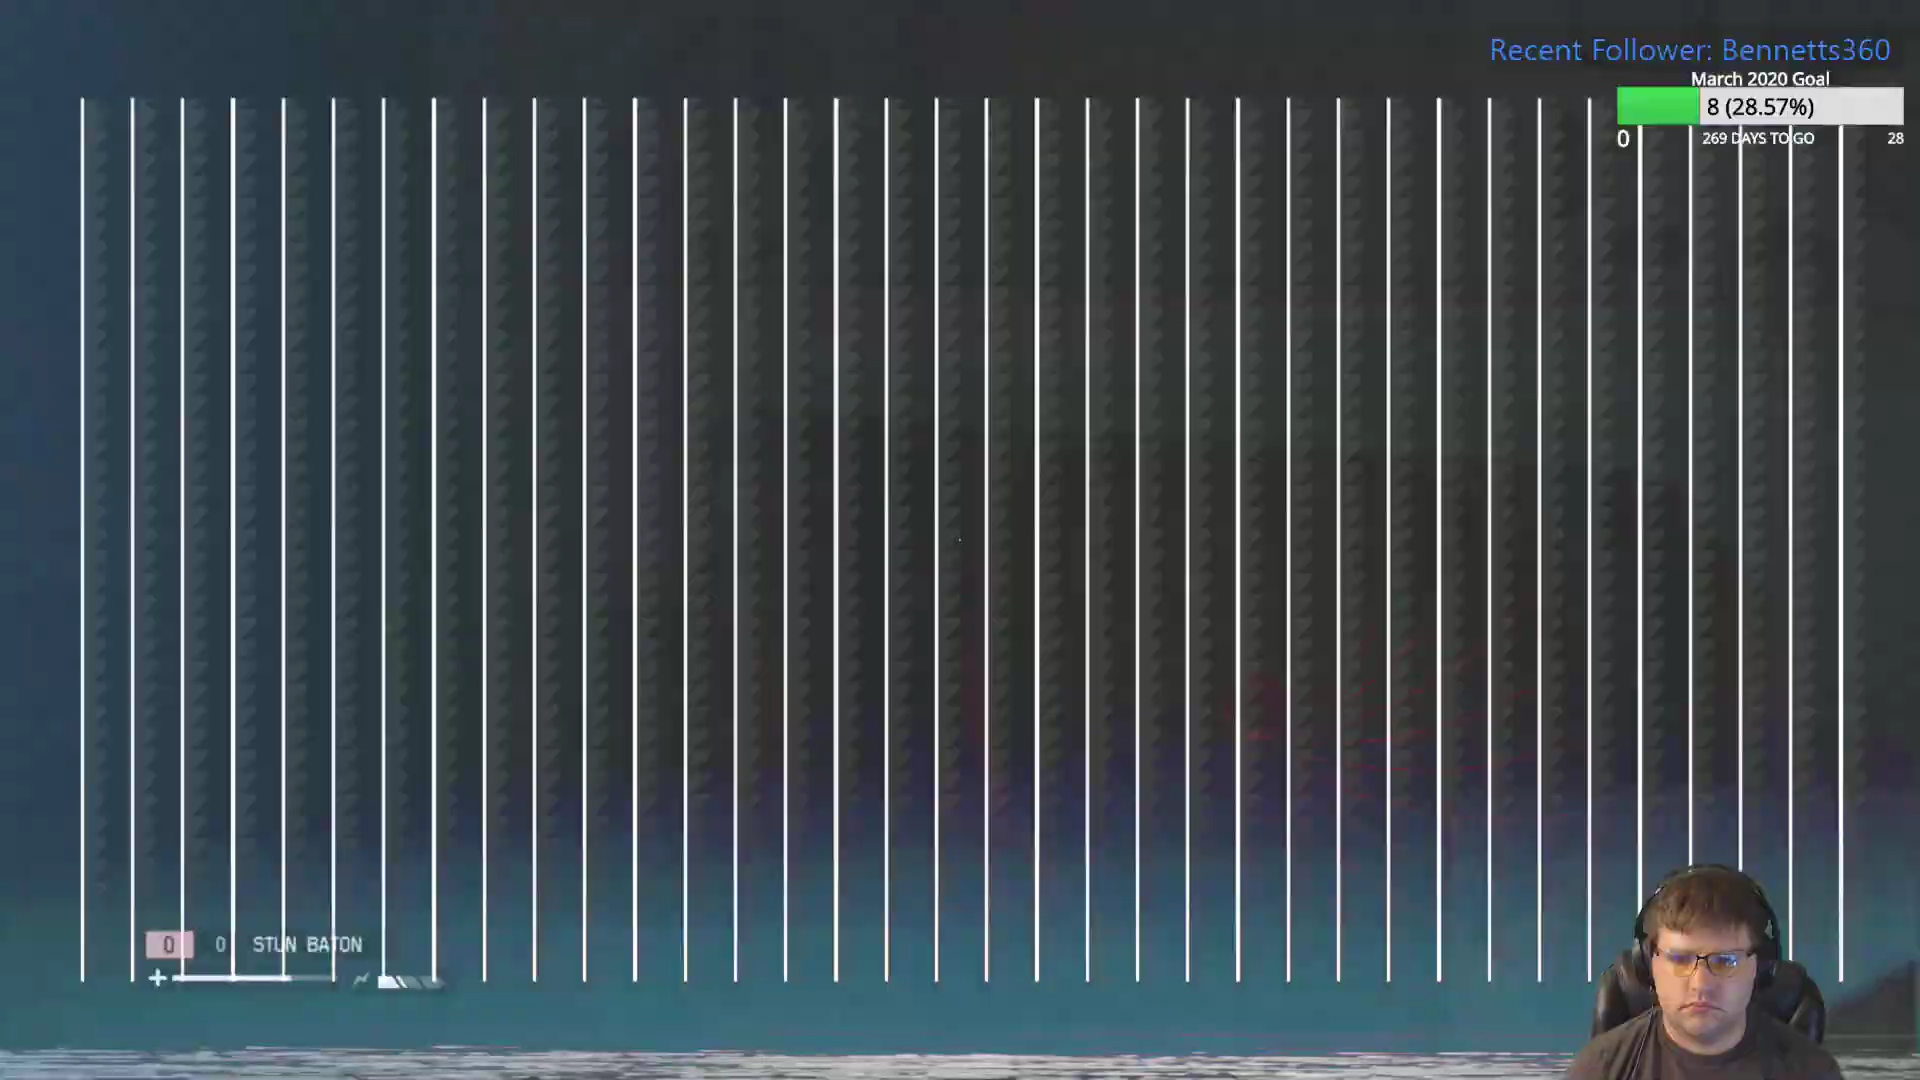 Recent Follower: Bennetts360
March 2020 Goal
8 (28.57%)
0 269 DAYS TO GO 28
0 0 STUN BATON